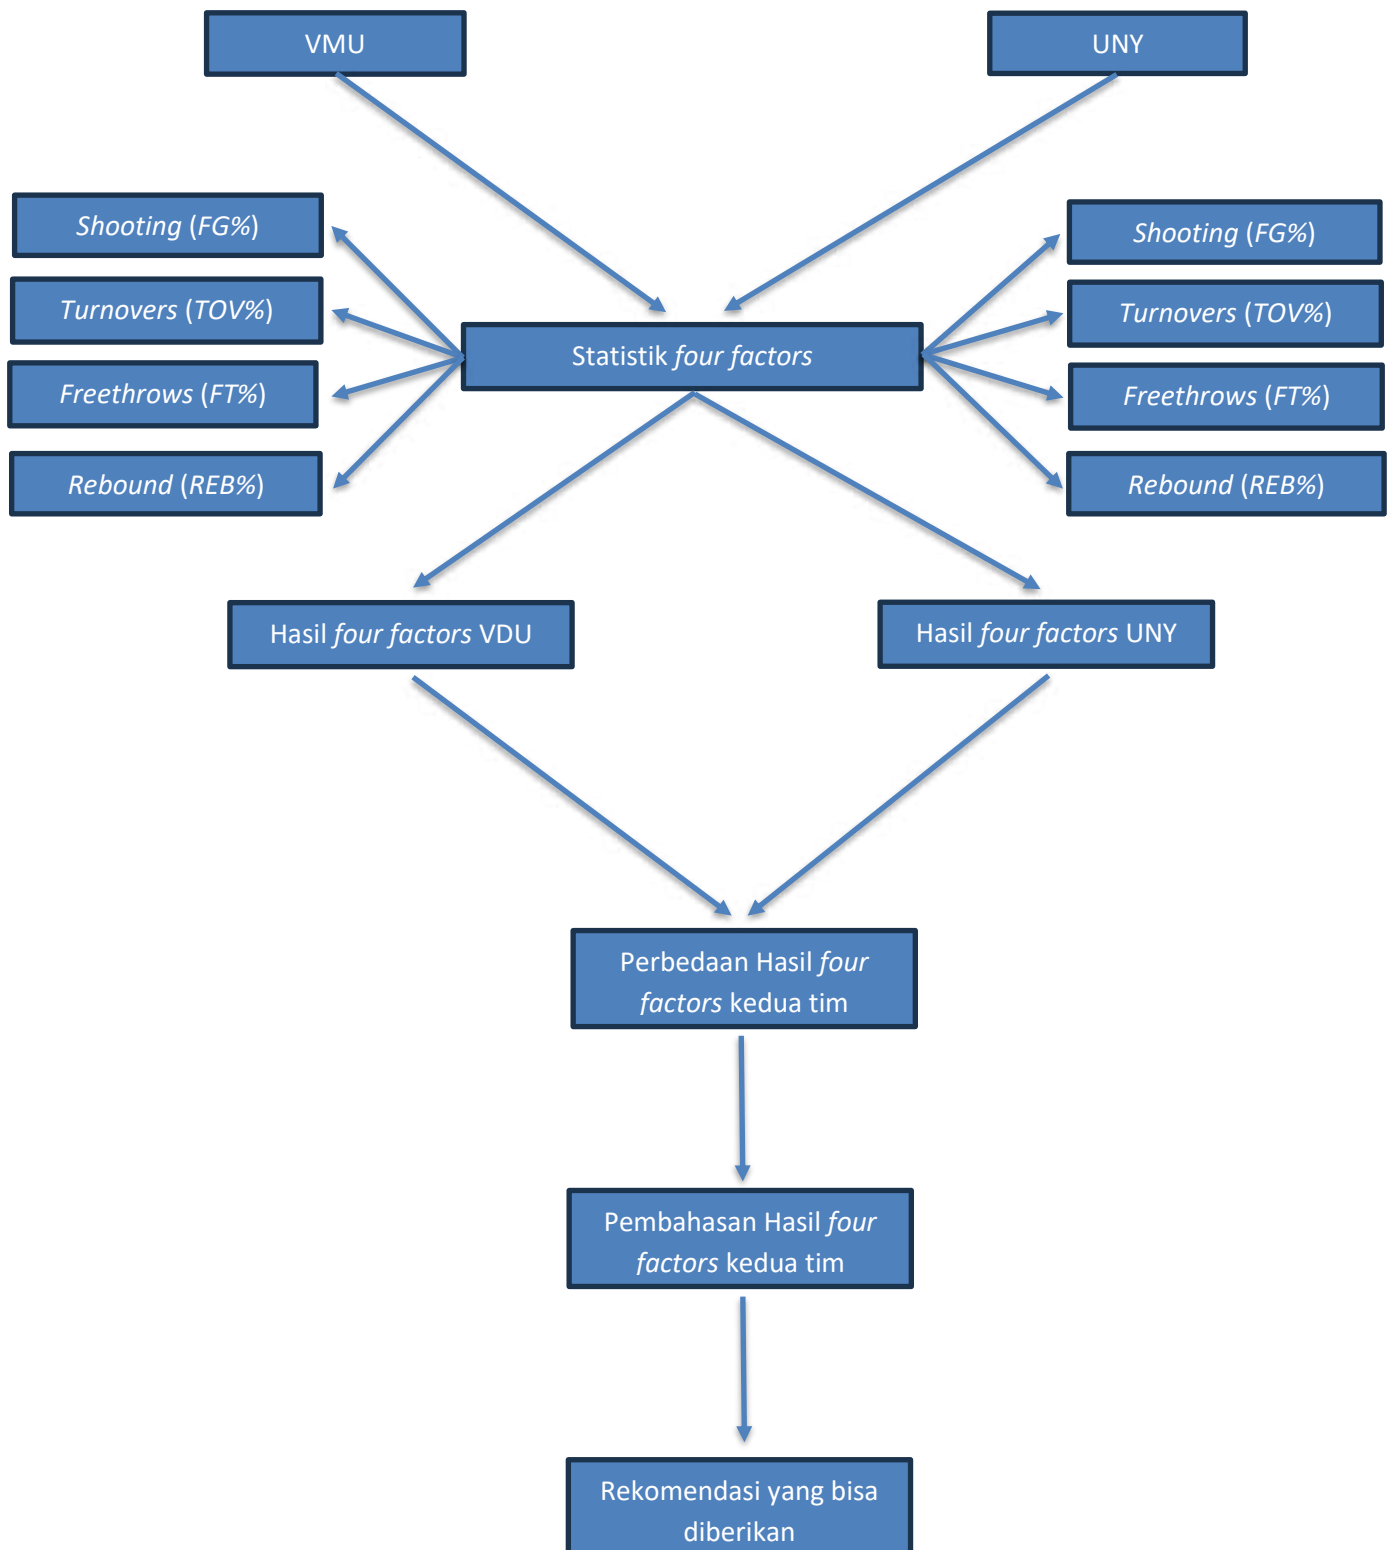 VMU
UNY
Shooting (FG%)
Shooting (FG%)
Turnovers (TOV%)
Turnovers (TOV%)
Statistik four factors
Freethrows (FT%)
Freethrows (FT%)
Rebound (REB%)
Rebound (REB%)
Hasil four factors VDU
Hasil four factors UNY
Perbedaan Hasil four
factors kedua tim
Pembahasan Hasil four
factors kedua tim
Rekomendasi yang bisa
diberikan